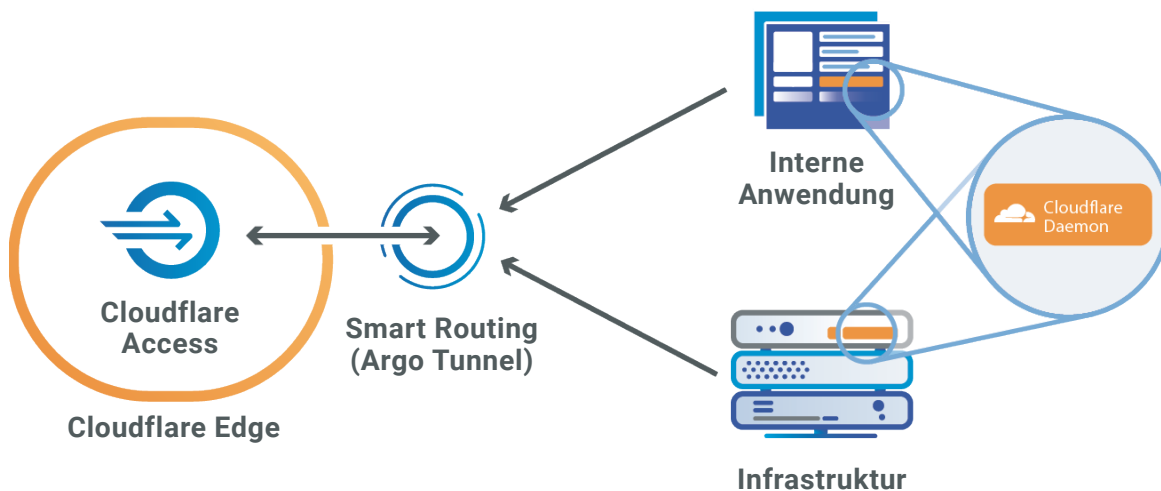 Cloudflare
Access
Cloudflare Edge
Smart Routing
(Argo Tunnel)
Interne
Anwendung
Cloudflare
Daemon
Infrastruktur